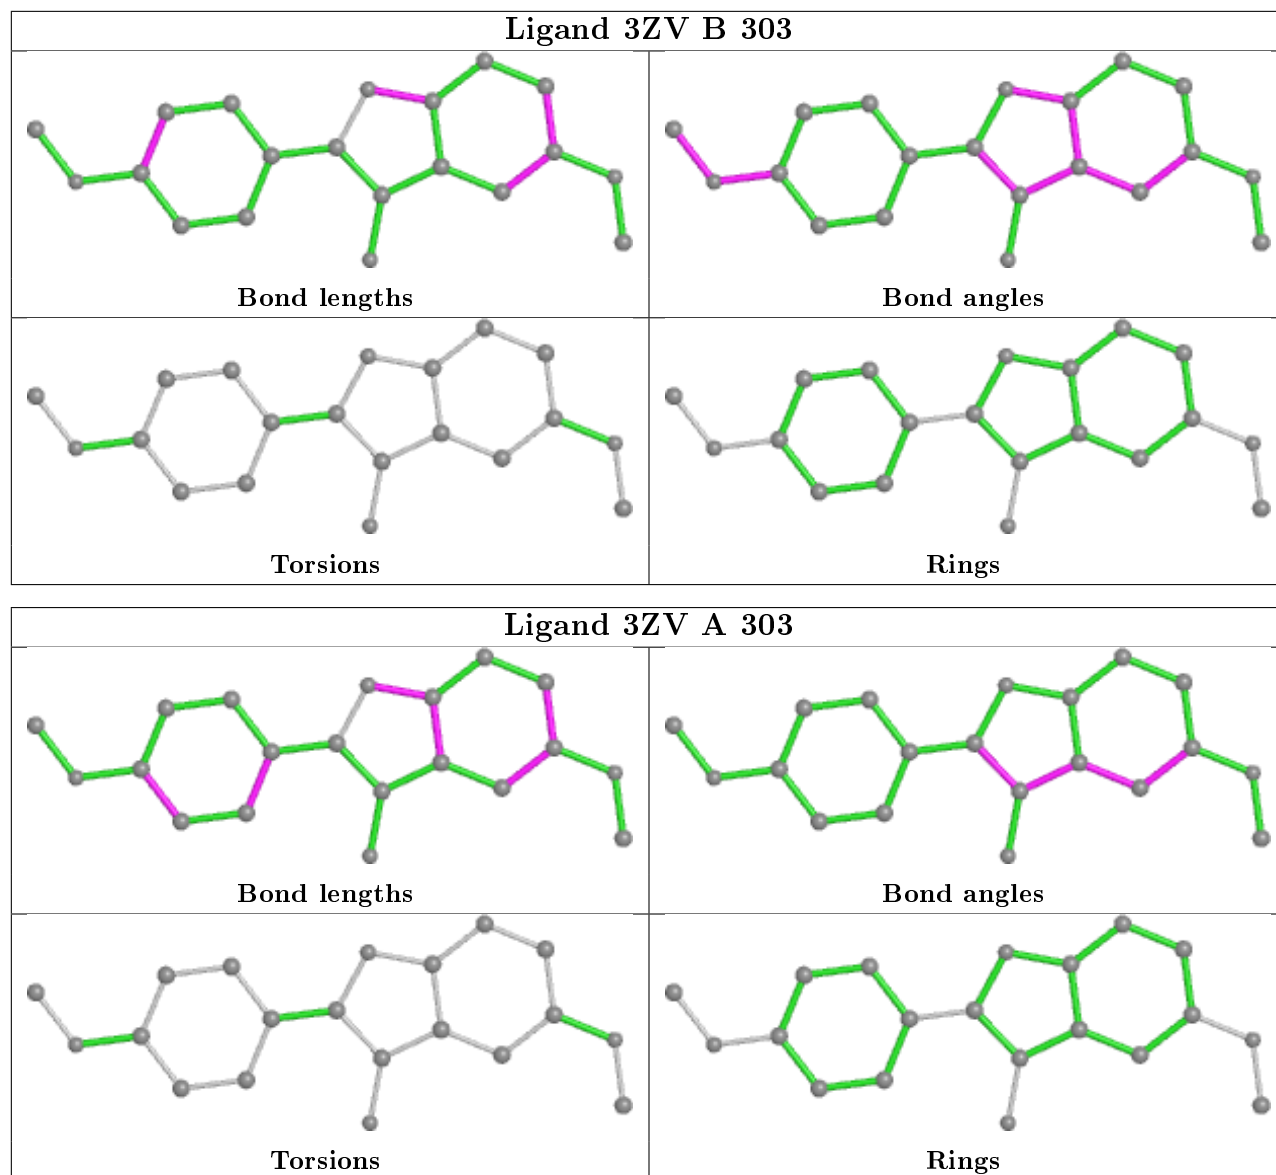 Ligand 3ZV B 303
Bond lengths
Bond angles
Torsions
Rings
Ligand 3ZV A 303
Bond lengths
Bond angles
Torsions
Rings